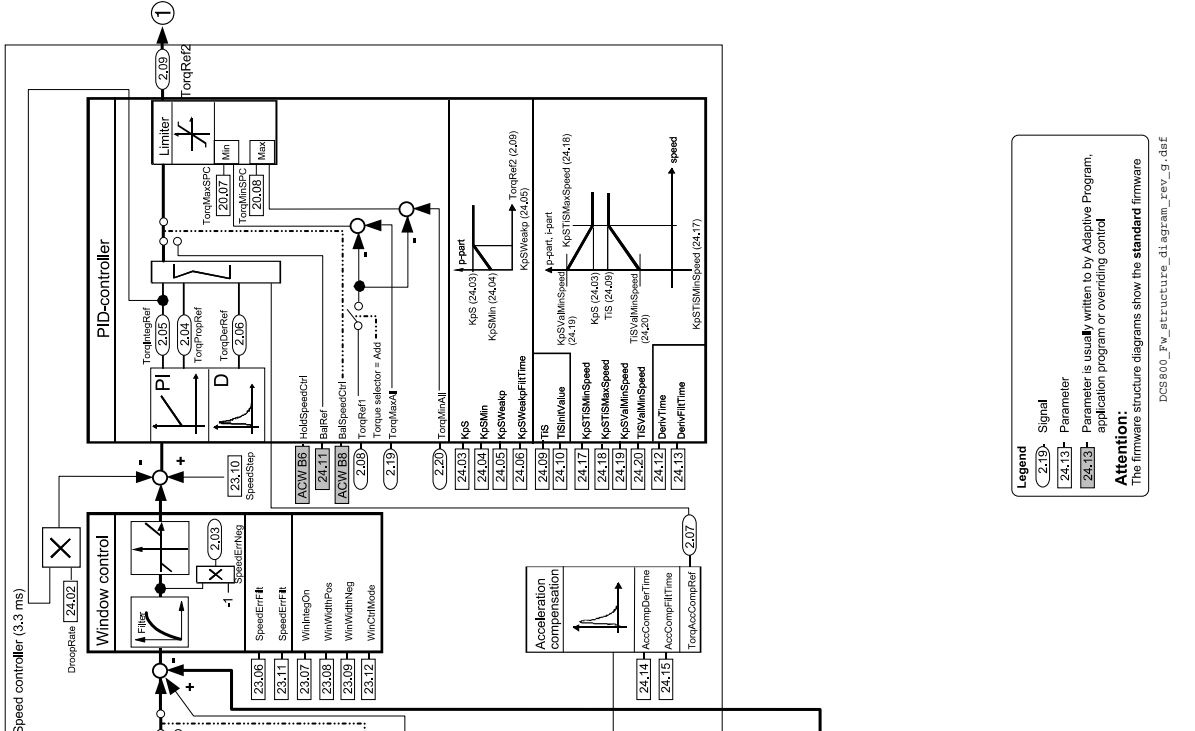 Speed controller (3.3 ms)
DroopRate
24.02
Window control
Filter
-1
2.03
SpeedErrNeg
23.06
SpeedErrFilt
23.11
SpeedErrFilt
23.07
WinIntegOn
23.08
WinWidthPos
23.09
WinWidthNeg
23.12
WinCtrlMode
-
+
-
+
23.10
SpeedStep
PID-controller
PI
D
TorqIntegRef
2.05
2.04
TorqPropRef
2.06
TorqDerRef
Limiter
Min
Max
TorqMaxSPC
20.07
TorqMinSPC
20.08
2.09
TorqRef2
1
ACW B6
HoldSpeedCtrl
24.11
BalRef
ACW B8
BalSpeedCtrl
2.08
TorqRef1
Torque selector = Add
2.19
TorqMaxAll
2.20
TorqMinAll
-
-
24.03
KpS
24.04
KpSMin
24.05
KpSWeakp
24.06
KpSWeakpFiltTime
24.09
TiS
24.10
TiSInitValue
24.17
KpSTiSMinSpeed
24.18
KpSTiSMaxSpeed
24.19
KpSValMinSpeed
24.20
TiSValMinSpeed
24.12
DerivTime
24.13
DerivFiltTime
p-part
KpS (24.03)
KpSMin (24.04)
TorqRef2 (2.09)
KpSWeakp (24.05)
p-part, i-part
KpSTiSMaxSpeed (24.18)
KpSValMinSpeed
(24.19)
KpS (24.03)
TiS (24.09)
TiSValMinSpeed
(24.20)
speed
KpSTiSMinSpeed (24.17)
Acceleration
compensation
24.14
AccCompDerTime
24.15
AccCompFiltTime
TorqAccCompRef
2.07
Legend
2.19 Signal
24.13 Parameter
24.13 Parameter is usually written to by Adaptive Program,
application program or overriding control
Attention:
The firmware structure diagrams show the standard firmware
DCS800_Fw_structure_diagram_rev_g.dsf